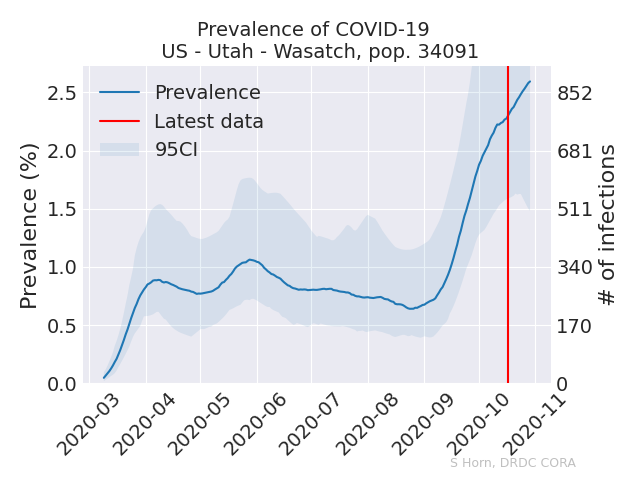 Prevalence of COVID-19
US - Utah - Wasatch, pop. 34091
Prevalence
Latest data
95CI
Prevalence (%)
2.5
2.0
1.5
1.0
0.5
0.0
852
681
511
340
170
0
# of infections
2020-03
2020-04
2020-05
2020-06
2020-07
2020-08
2020-09
2020-10
2020-11
S Horn, DRDC CORA